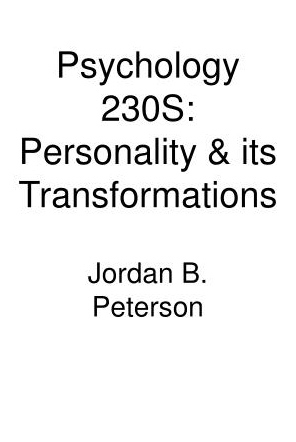 Psychology
230S:
Personality & its
Transformations
Jordan B.
Peterson